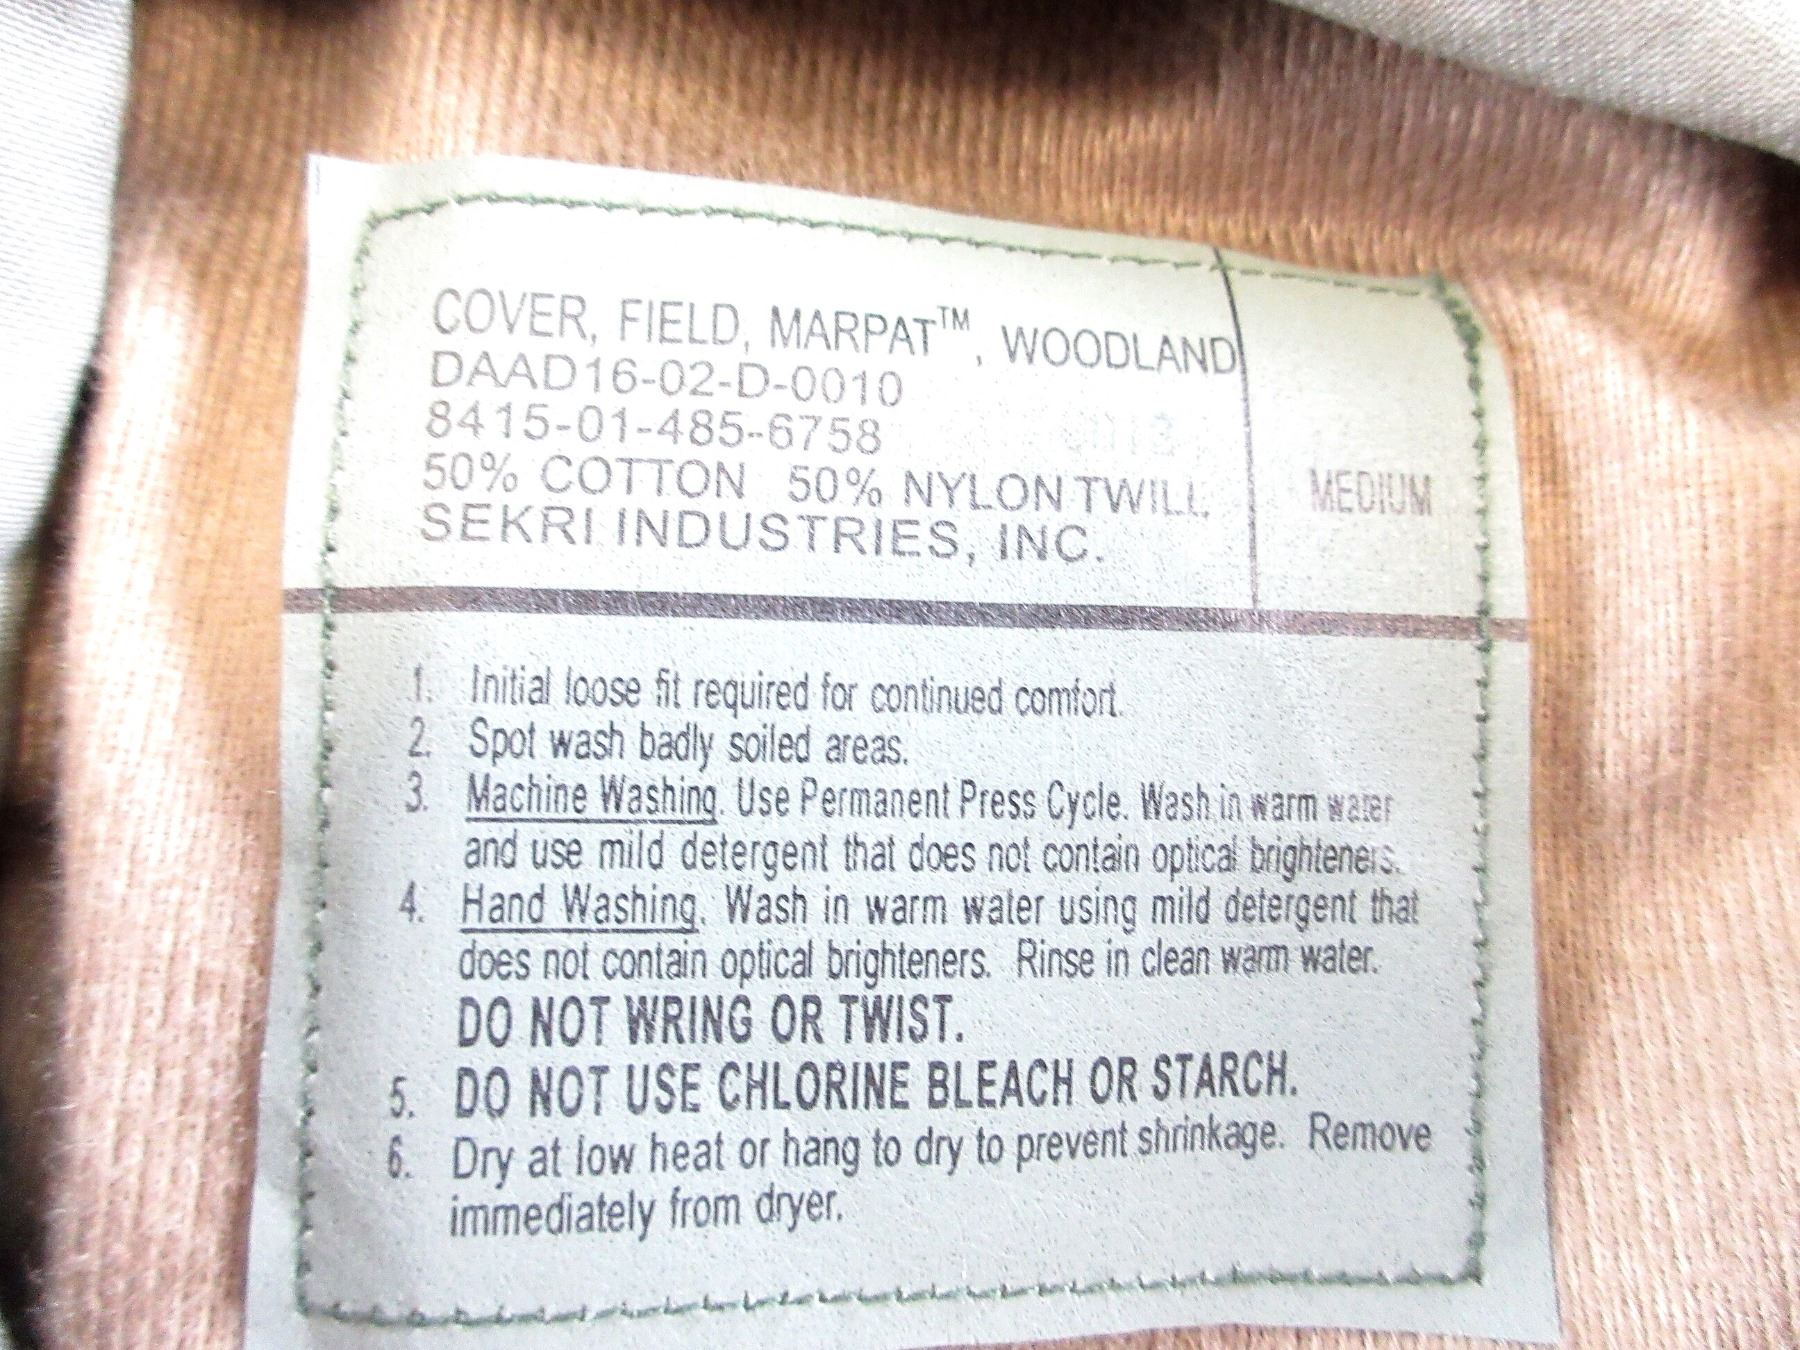 COVER, FIELD, MARPAT™, WOODLAND
DAAD16-02-D-0010
8415-01-485-6758
50% COTTON 50% NYLON TWILL
SEKRI INDUSTRIES, INC.
MEDIUM
1. Initial loose fit required for continued comfort.
2. Spot wash badly soiled areas.
3. Machine Washing. Use Permanent Press Cycle. Wash in warm water
and use mild detergent that does not contain optical brighteners.
4. Hand Washing. Wash in warm water using mild detergent that
does not contain optical brighteners. Rinse in clean warm water.
DO NOT WRING OR TWIST.
5. DO NOT USE CHLORINE BLEACH OR STARCH.
6. Dry at low heat or hang to dry to prevent shrinkage. Remove
immediately from dryer.